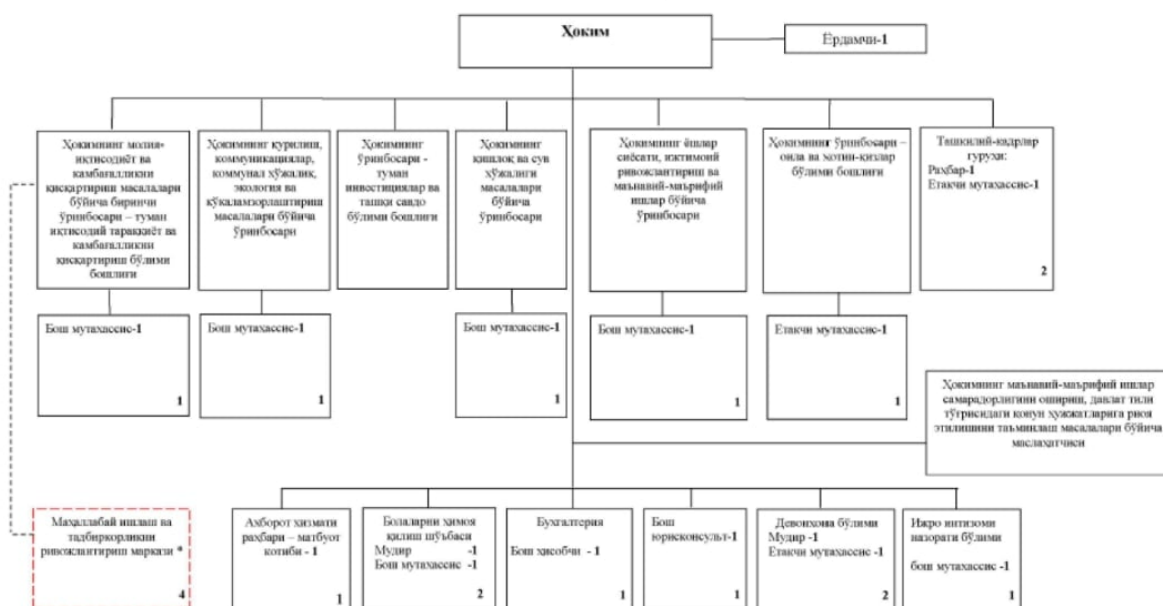 Ҳоким
Ёрдамчи-1
Ҳокимнинг молия-
иқтисодиёт ва
камбағалликни
қисқартириш масалалари
бўйича биринчи
ўринбосари – туман
иқтисодий тараққиёт ва
камбағалликни
қисқартириш бўлими
бошлиғи
Ҳокимнинг қурилиш,
коммуникациялар,
коммунал хўжалик,
экология ва
кўкаламзорлаштириш
масалалари бўйича
ўринбосари
Ҳокимнинг
ўринбосари -
туман
инвестициялар ва
ташқи савдо
бўлими бошлиғи
Ҳокимнинг
қишлоқ ва сув
хўжалиги
масалалари
бўйича
ўринбосари
Ҳокимнинг ёшлар
сиёсати, ижтимоий
ривожлантириш ва
маънавий-маърифий
ишлар бўйича
ўринбосари
Ҳокимнинг ўринбосари –
оила ва хотин-қизлар
бўлими бошлиғи
Ташкилий-кадрлар
гуруҳи:
Раҳбар-1
Етакчи мутахассис-1
2
Бош мутахассис-1
1
Бош мутахассис-1
1
Бош мутахассис-1
1
Бош мутахассис-1
1
Етакчи мутахассис-1
1
Ҳокимнинг маънавий-маърифий ишлар
самарадорлигини ошириш, давлат тили
тўғрисидаги қонун ҳужжатларига риоя
этилишини таъминлаш масалалари бўйича
маслаҳатчиси
Маҳаллабай ишлаш ва
тадбиркорликни
ривожлантириш маркази *
4
Ахборот хизмати
раҳбари – матбуот
котиби - 1
1
Болаларни ҳимоя
қилиш шўъбаси
Мудир -1
Бош мутахассис -1
2
Бухгалтерия
Бош ҳисобчи - 1
1
Бош
юрисконсульт-1
1
Девонхона бўлими
Мудир -1
Етакчи мутахассис -1
2
Ижро интизоми
назорати бўлими
бош мутахассис -1
1